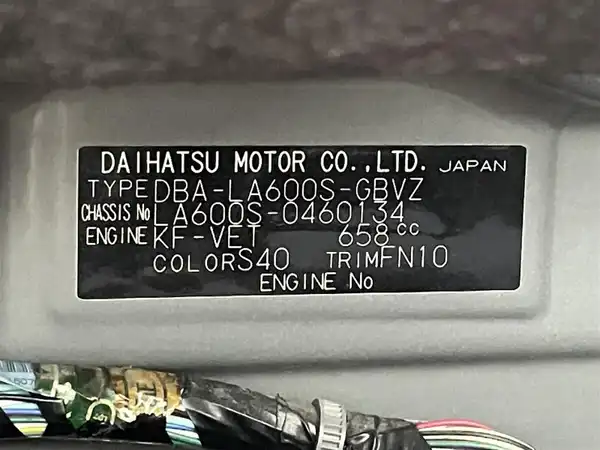 DAIHATSU MOTOR CO.,LTD. JAPAN
TYPE DBA-LA600S-GBVZ
CHASSIS No LA600S-0460134
ENGINE KF-VET 658cc
COLOR S40 TRIM FN10
ENGINE No